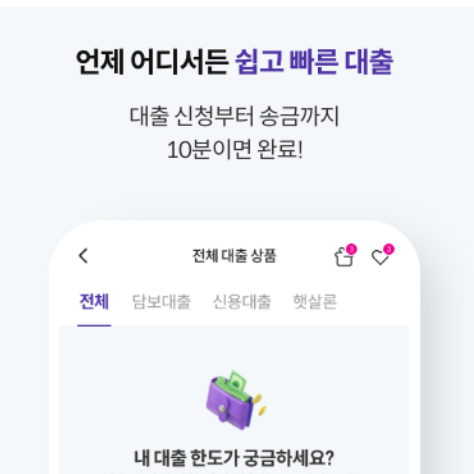 언제 어디서든 쉽고 빠른 대출
대출 신청부터 송금까지
10분이면 완료!
전체 대출 상품
3 3
전체 담보대출 신용대출 햇살론
내 대출 한도가 궁금하세요?